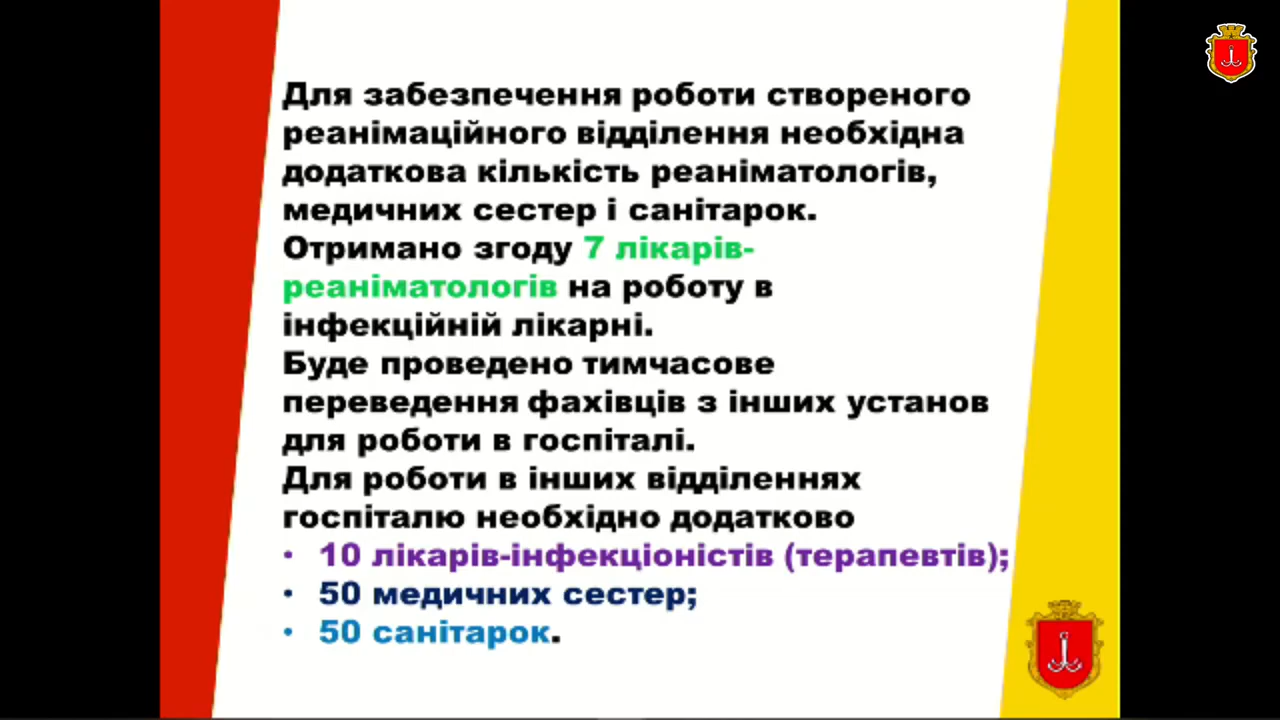 Для забезпечення роботи створеного
реанімаційного відділення необхідна
додаткова кількість реаніматологів,
медичних сестер і санітарок.
Отримано згоду 7 лікарів-
реаніматологів на роботу в
інфекційній лікарні.
Буде проведено тимчасове
переведення фахівців з інших установ
для роботи в госпіталі.
Для роботи в інших відділеннях
госпіталю необхідно додатково
• 10 лікарів-інфекціоністів (терапевтів);
• 50 медичних сестер;
• 50 санітарок.